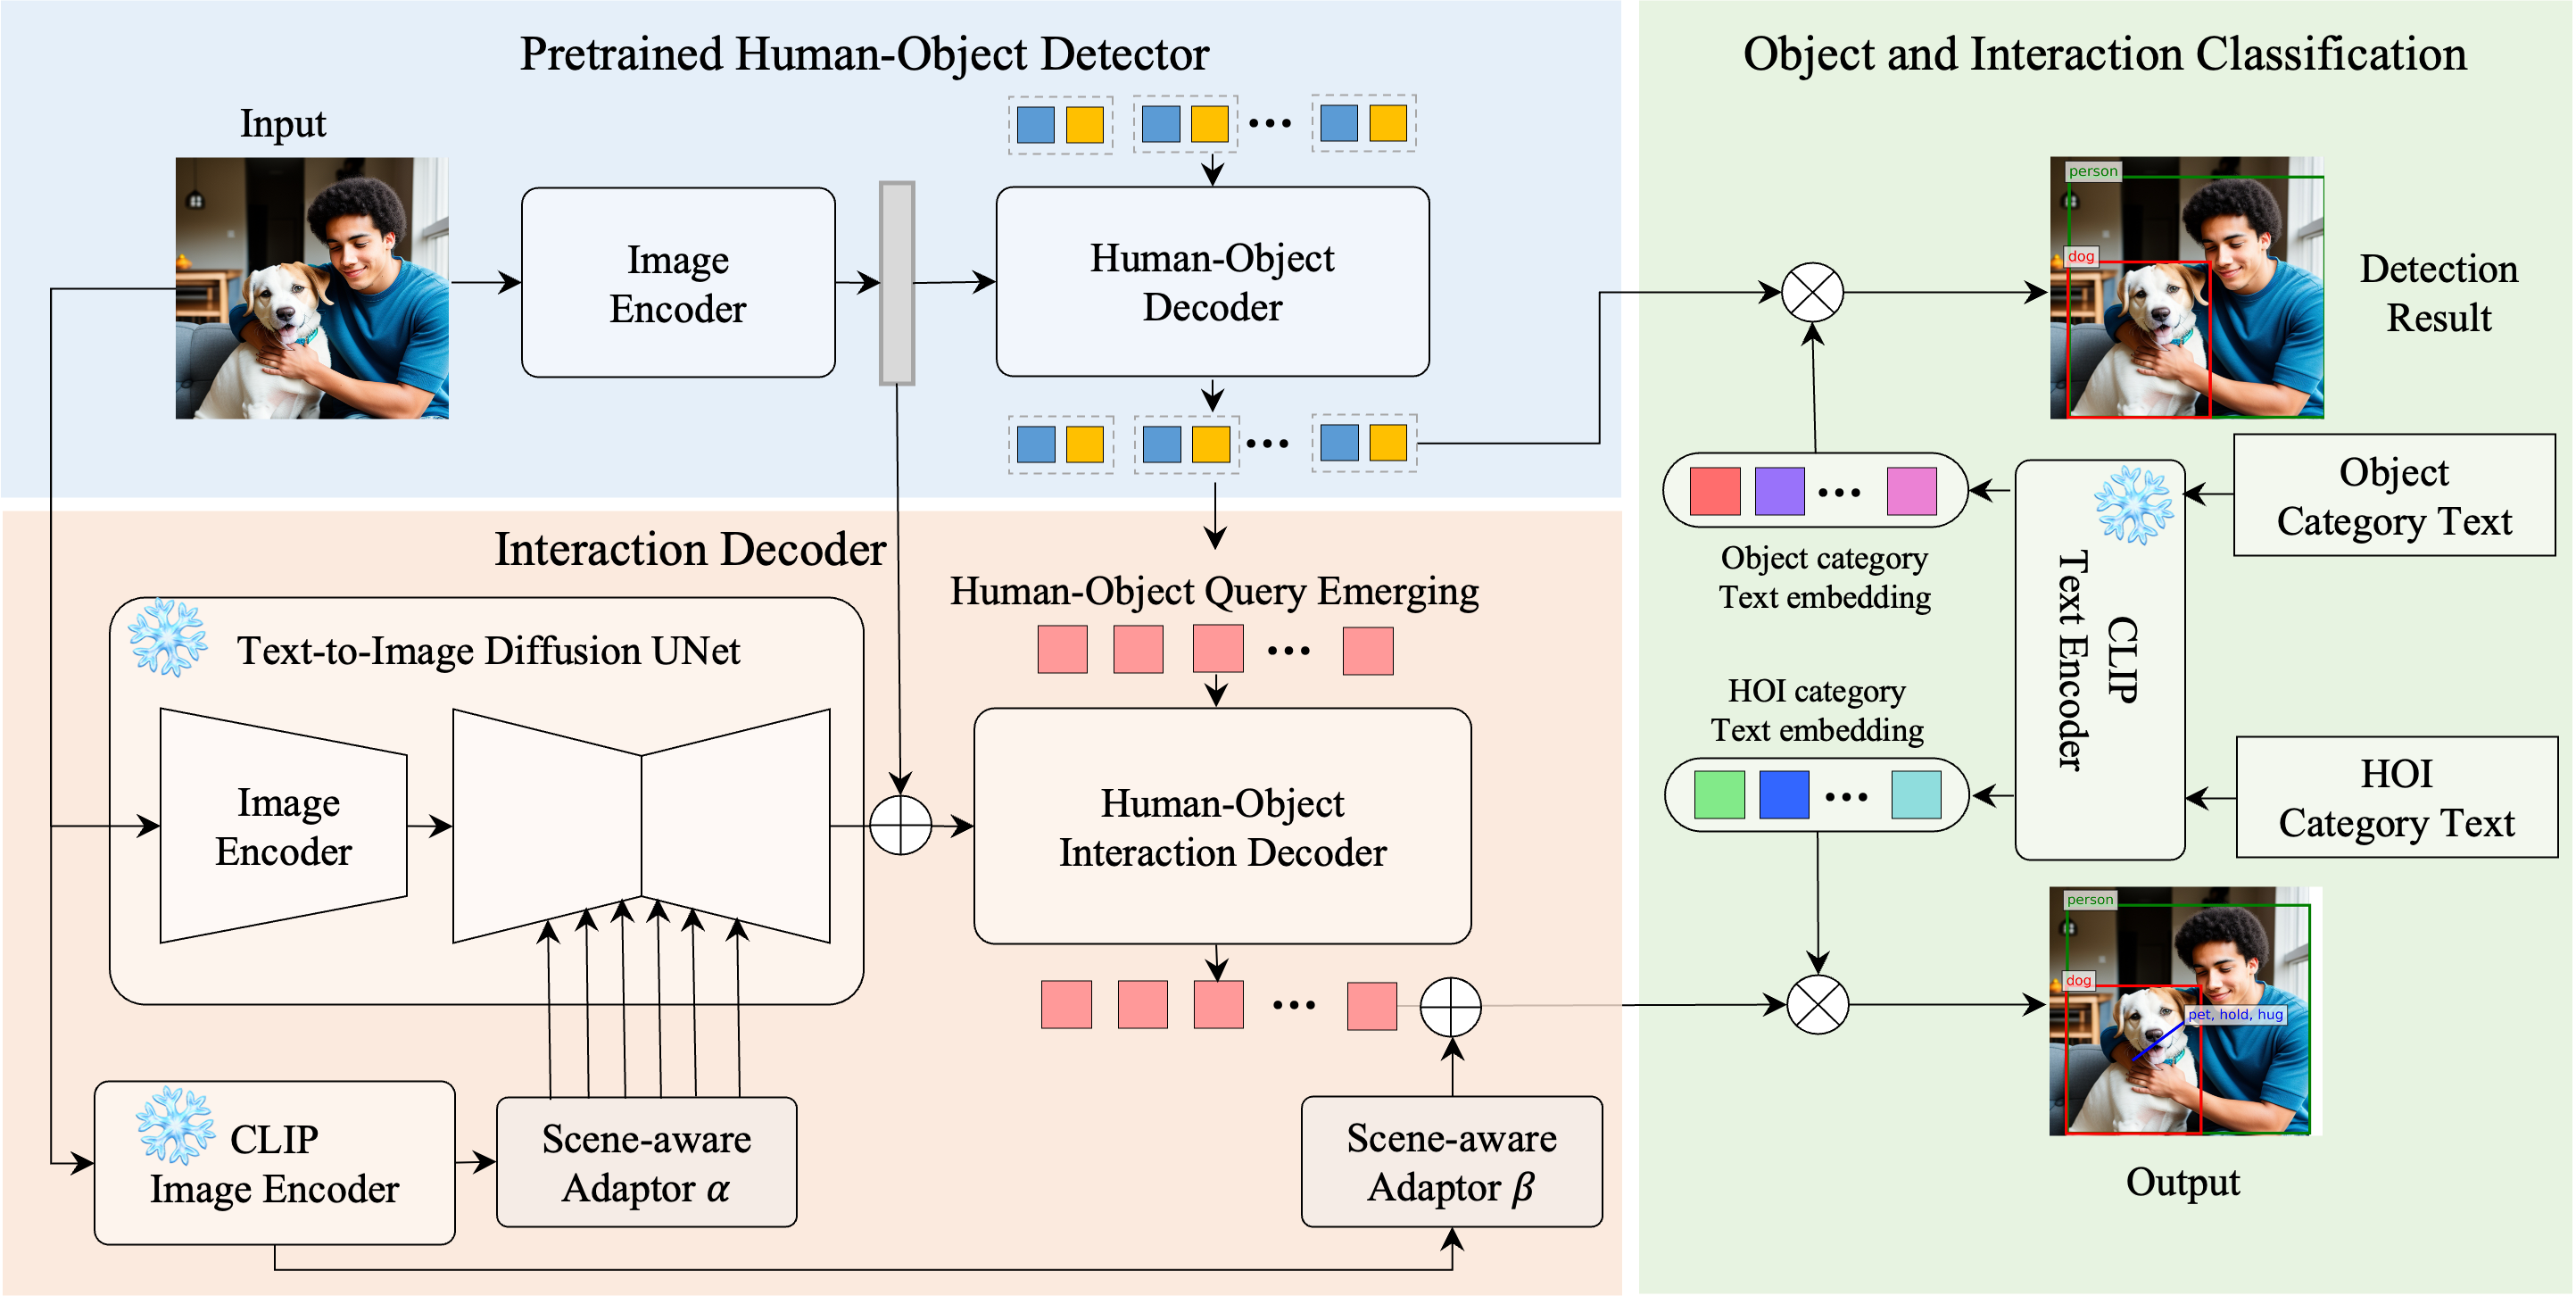 Pretrained Human-Object Detector
Input
Image
Encoder
Human-Object
Decoder
Interaction Decoder
Text-to-Image Diffusion UNet
Image
Encoder
Human-Object Query Emerging
Human-Object
Interaction Decoder
CLIP
Image Encoder
Scene-aware
Adaptor α
Scene-aware
Adaptor β
Object and Interaction Classification
person
dog
Detection
Result
Object category
Text embedding
CLIP
Text Encoder
Object
Category Text
HOI category
Text embedding
HOI
Category Text
person
dog
pet, hold, hug
Output